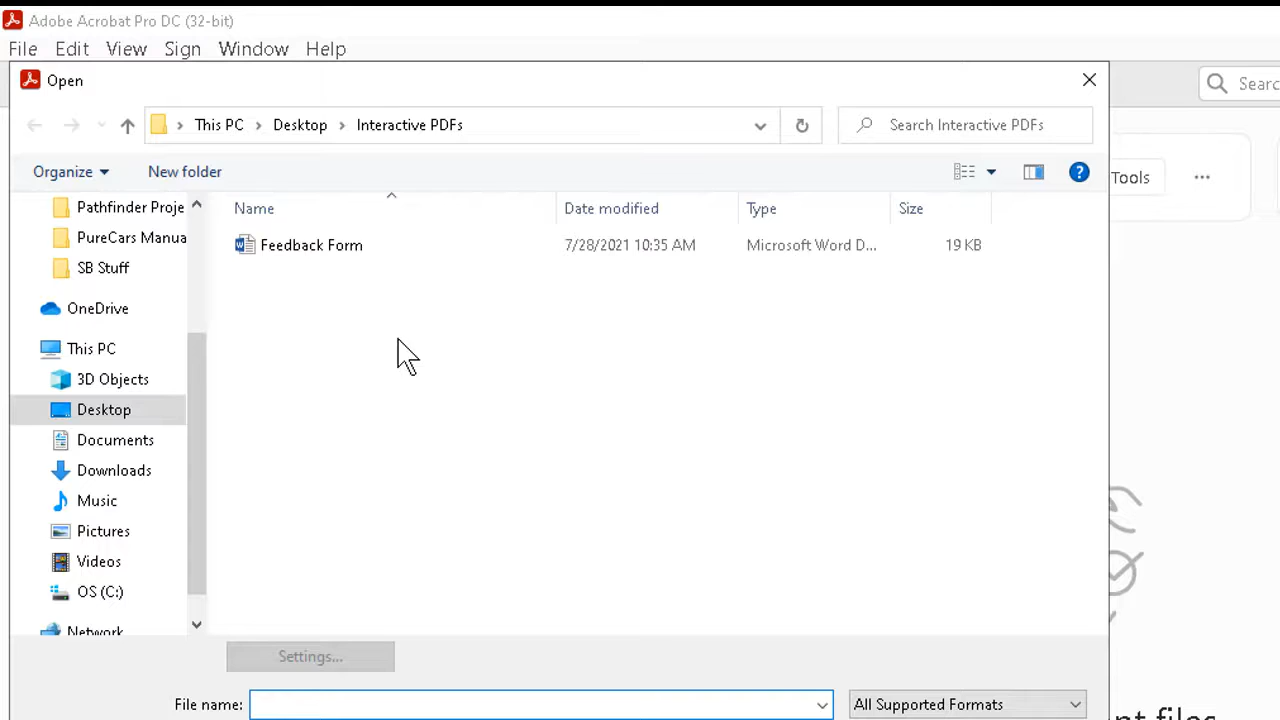 Adobe Acrobat Pro DC (32-bit)
File Edit View Sign Window Help
Open
This PC > Desktop > Interactive PDFs
Search Interactive PDFs
Searc
Organize
New folder
Tools
Name Date modified Type Size
Feedback Form 7/28/2021 10:35 AM Microsoft Word D... 19 KB
Pathfinder Proje
PureCars Manua
SB Stuff
OneDrive
This PC
3D Objects
Desktop
Documents
Downloads
Music
Pictures
Videos
OS (C:)
Network
Settings...
File name:
All Supported Formats
files